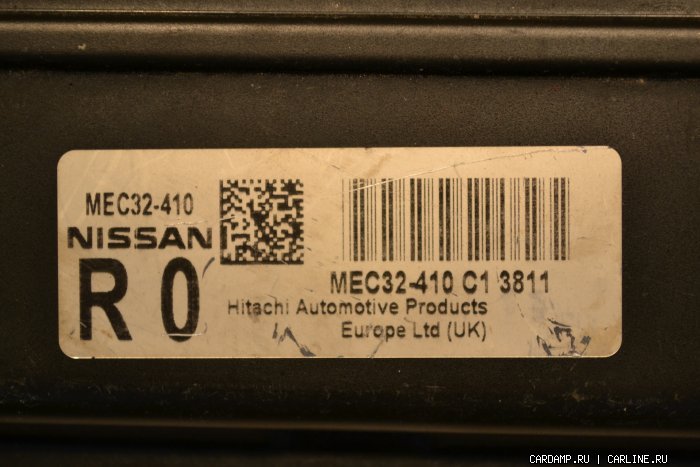 MEC32-410
NISSAN
R 0
MEC32-410 C1 3811
Hitachi Automotive Products
Europe Ltd (UK)
CARDAMP.RU | CARLINE.RU